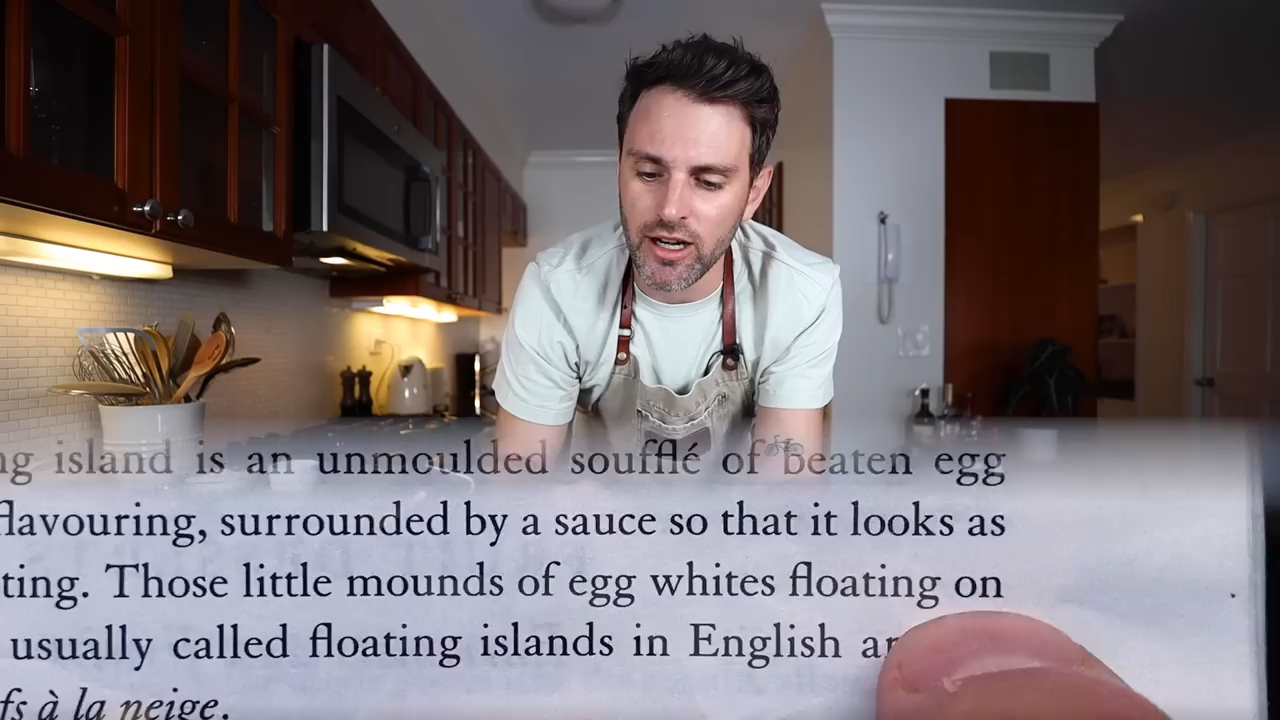 ng island is an unmoulded soufflé of beaten egg
flavouring, surrounded by a sauce so that it looks as
ting. Those little mounds of egg whites floating on
usually called floating islands in English
fs à la neige.